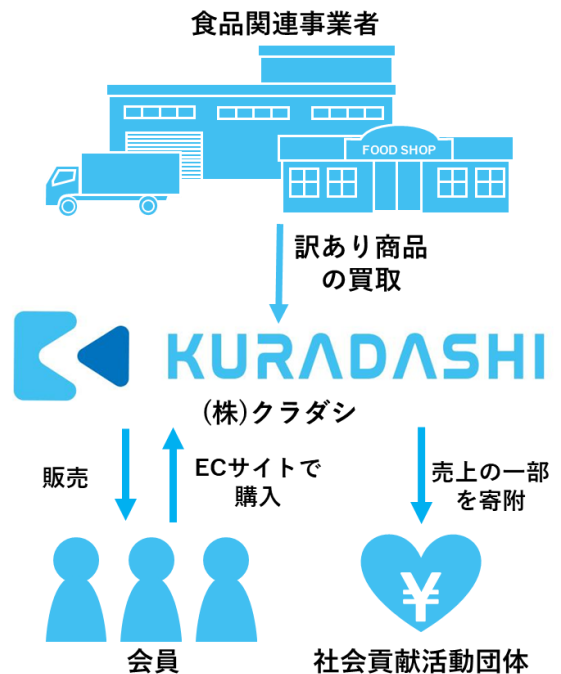 食品関連事業者
FOOD SHOP
訳あり商品
の買取
KURADASHI
(株)クラダシ
販売
ECサイトで
購入
売上の一部
を寄附
¥
会員
社会貢献活動団体